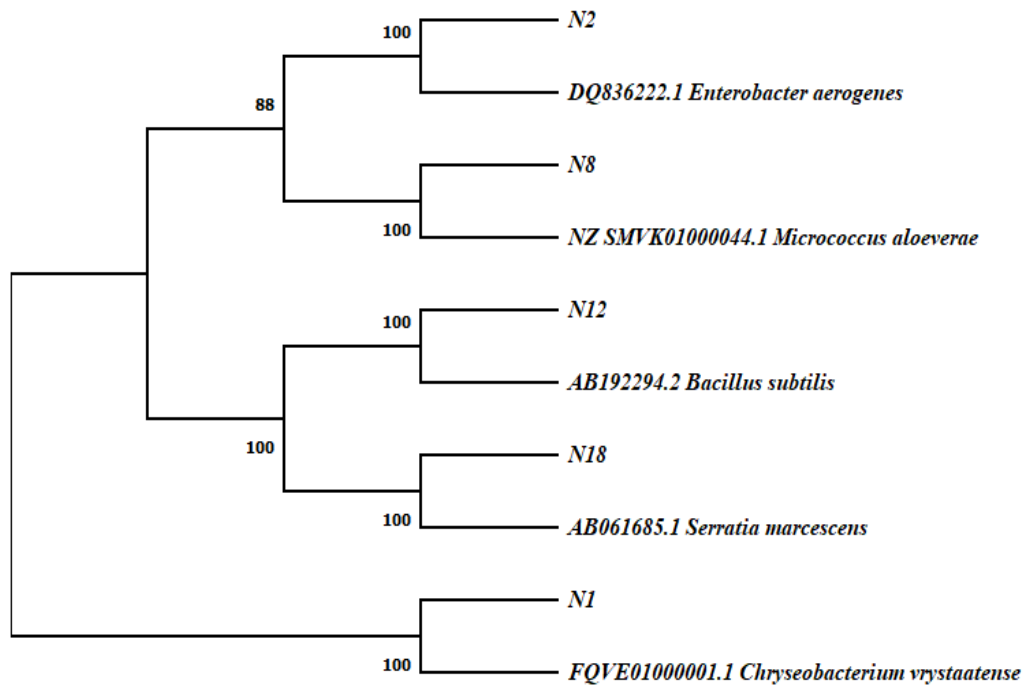 100
N2
DQ836222.1 Enterobacter aerogenes
88
N8
100
NZ SMVK01000044.1 Micrococcus aloeverae
N12
100
AB192294.2 Bacillus subtilis
100
N18
100
AB061685.1 Serratia marcescens
N1
100
FQVE01000001.1 Chryseobacterium vrystaatense